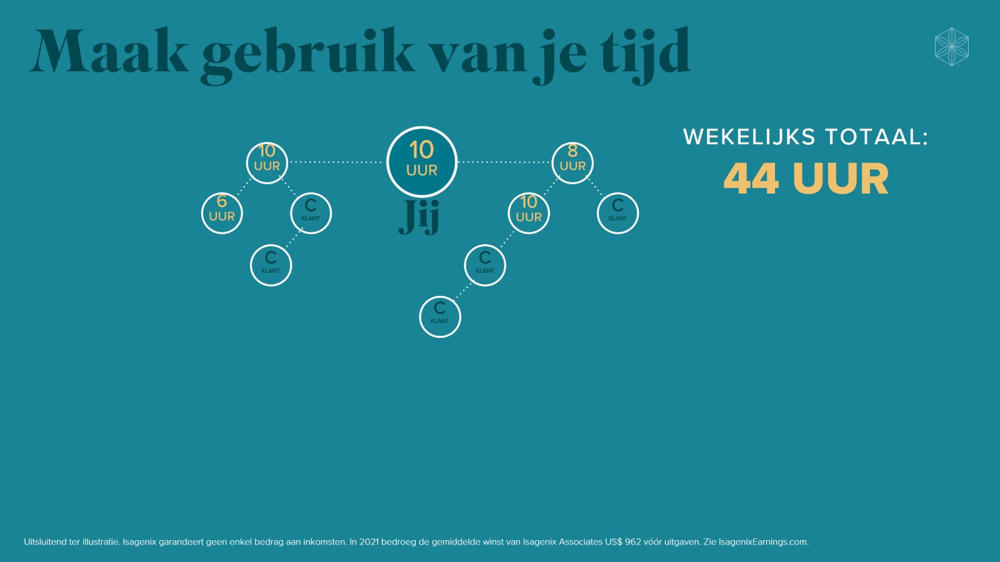 Maak gebruik van je tijd
WEKELIJKS TOTAAL:
44 UUR
10
UUR
10
UUR
8
UUR
6
UUR
C
KLANT
Jij
10
UUR
C
KLANT
C
KLANT
C
KLANT
C
KLANT
Uitsluitend ter illustratie. Isagenix garandeert geen enkel bedrag aan inkomsten. In 2021 bedroeg de gemiddelde winst van Isagenix Associates US$ 962 vóór uitgaven. Zie IsagenixEarnings.com.